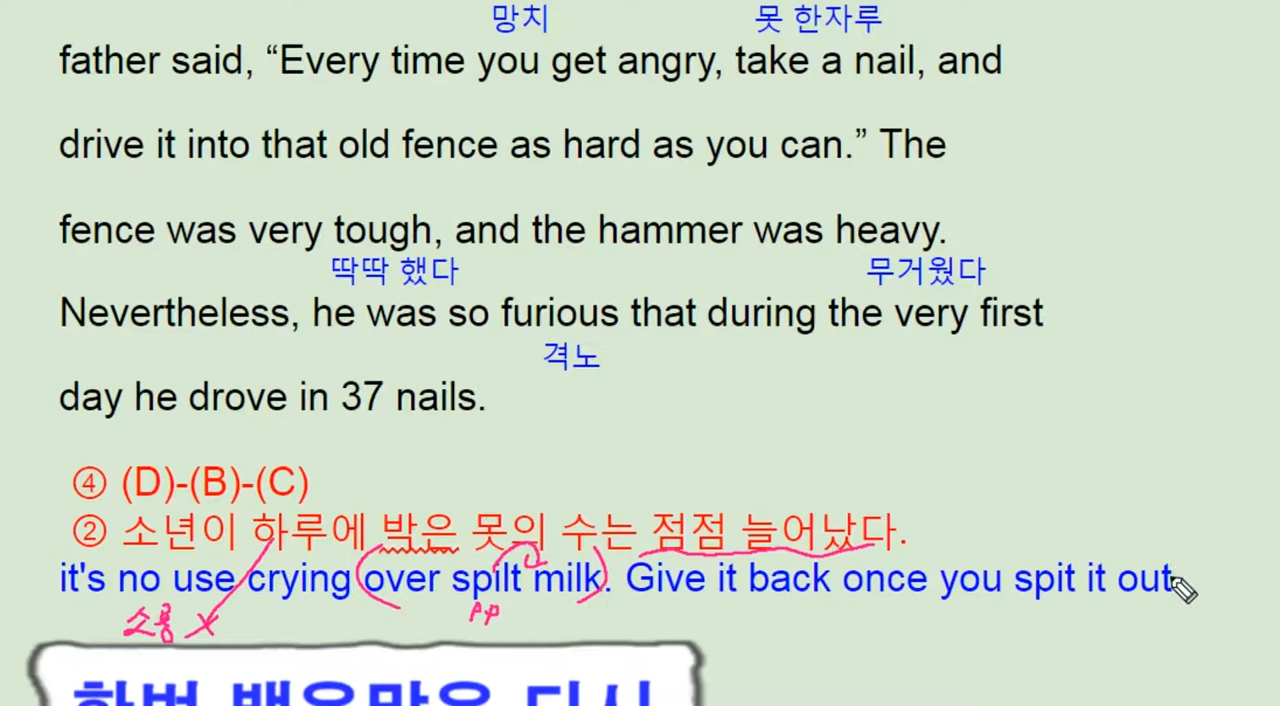 망치 못 한자루
father said, “Every time you get angry, take a nail, and
drive it into that old fence as hard as you can.” The
fence was very tough, and the hammer was heavy.
딱딱 했다 무거웠다
Nevertheless, he was so furious that during the very first
격노
day he drove in 37 nails.
④ (D)-(B)-(C)
② 소년이 하루에 박은 못의 수는 점점 늘어났다.
it's no use crying over spilt milk. Give it back once you spit it out
소용 X pp